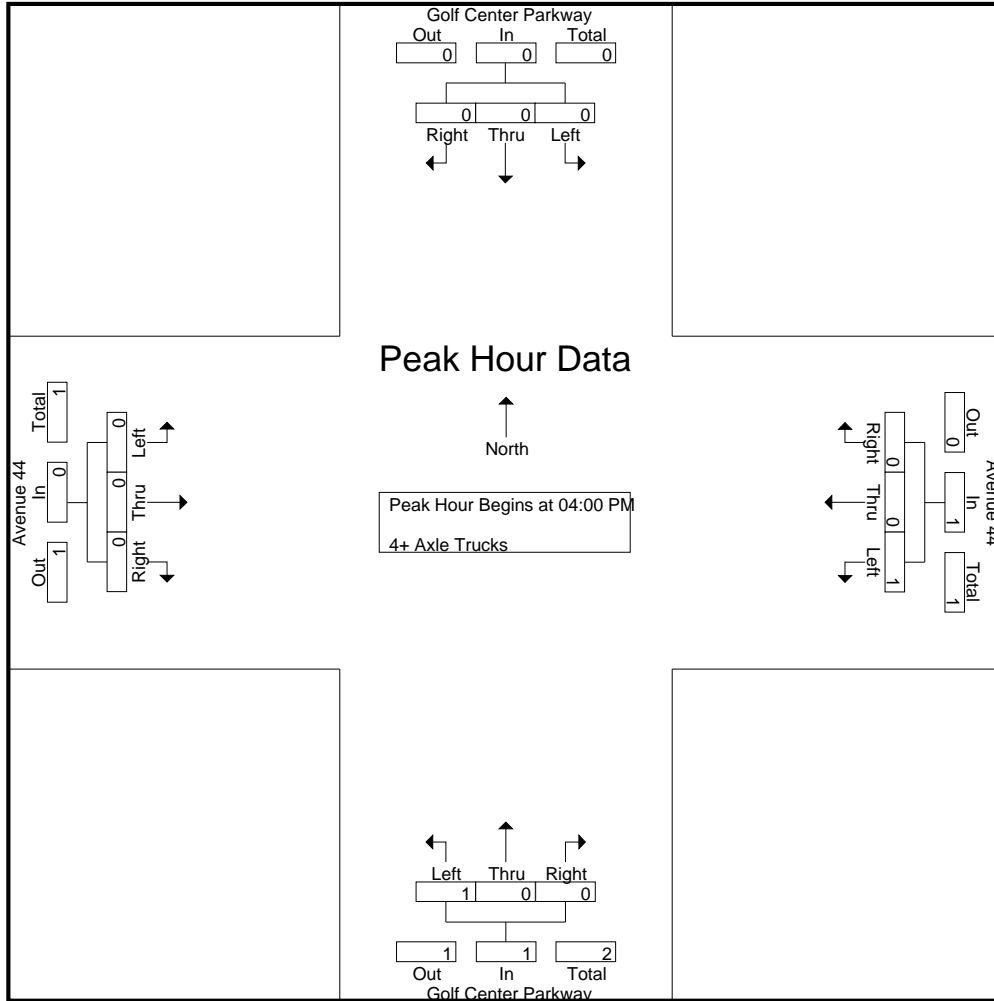 Golf Center Parkway
Out In Total
0 0 0
0 0 0
Right Thru Left
Peak Hour Data
North
Peak Hour Begins at 04:00 PM
4+ Axle Trucks
Avenue 44
Out In Total
1 0 1
Left Thru Right
0 0 0
Avenue 44
Out In Total
0 1 1
Right Thru Left
0 0 1
Left Thru Right
1 0 0
1 1 2
Out In Total
Golf Center Parkway